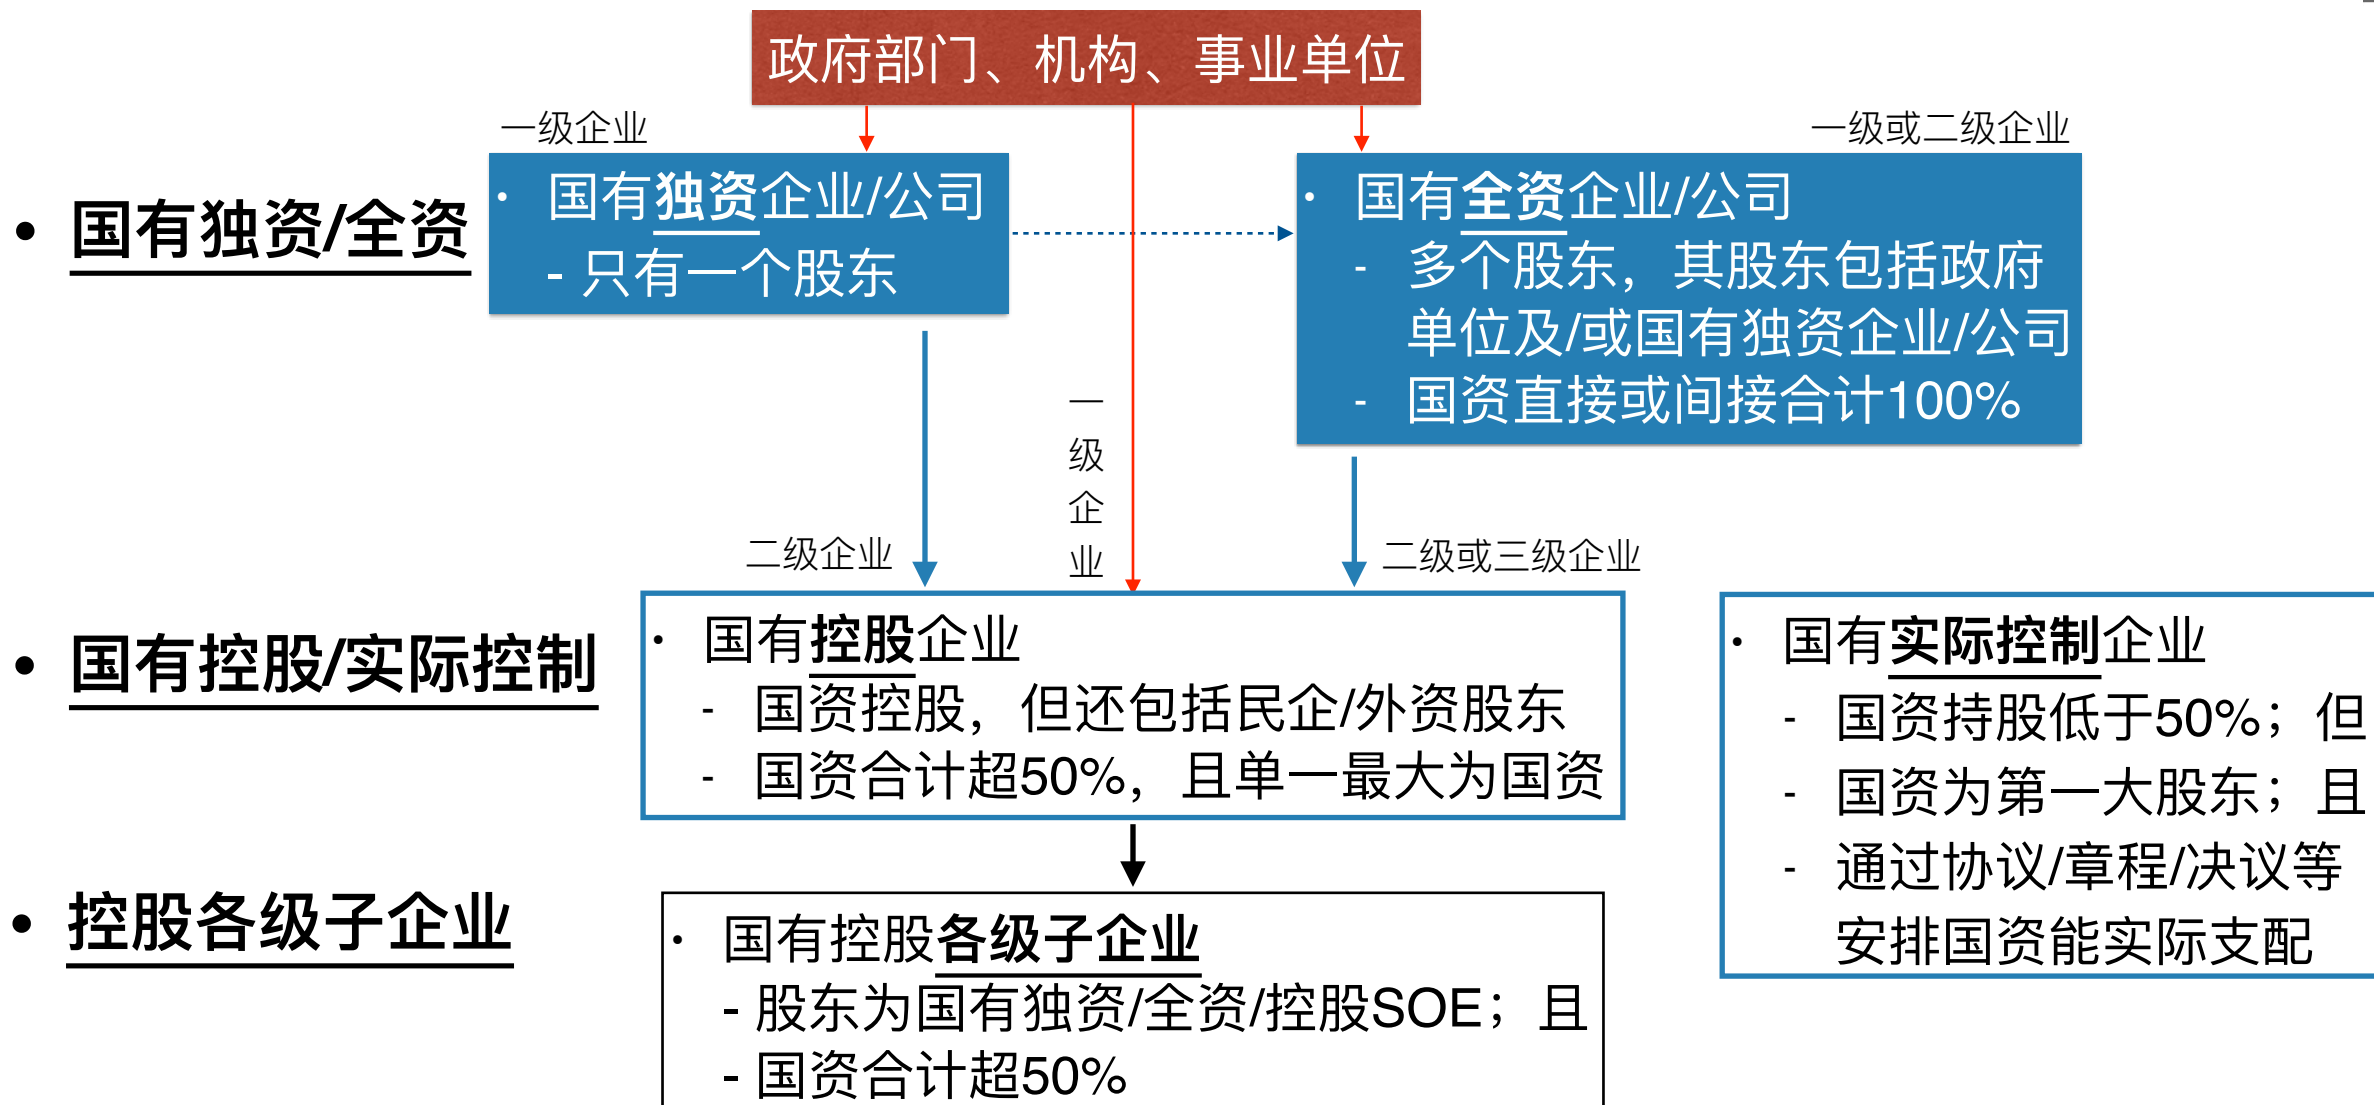 政府部门、机构、事业单位
一级企业
一级或二级企业
• 国有独资/全资
• 国有独资企业/公司
- 只有一个股东
• 国有全资企业/公司
- 多个股东，其股东包括政府
单位及/或国有独资企业/公司
- 国资直接或间接合计100%
一
级
企
业
二级企业
二级或三级企业
• 国有控股/实际控制
• 国有控股企业
- 国资控股，但还包括民企/外资股东
- 国资合计超50%，且单一最大为国资
• 国有实际控制企业
- 国资持股低于50%；但
- 国资为第一大股东；且
- 通过协议/章程/决议等
安排国资能实际支配
• 控股各级子企业
• 国有控股各级子企业
- 股东为国有独资/全资/控股SOE；且
- 国资合计超50%